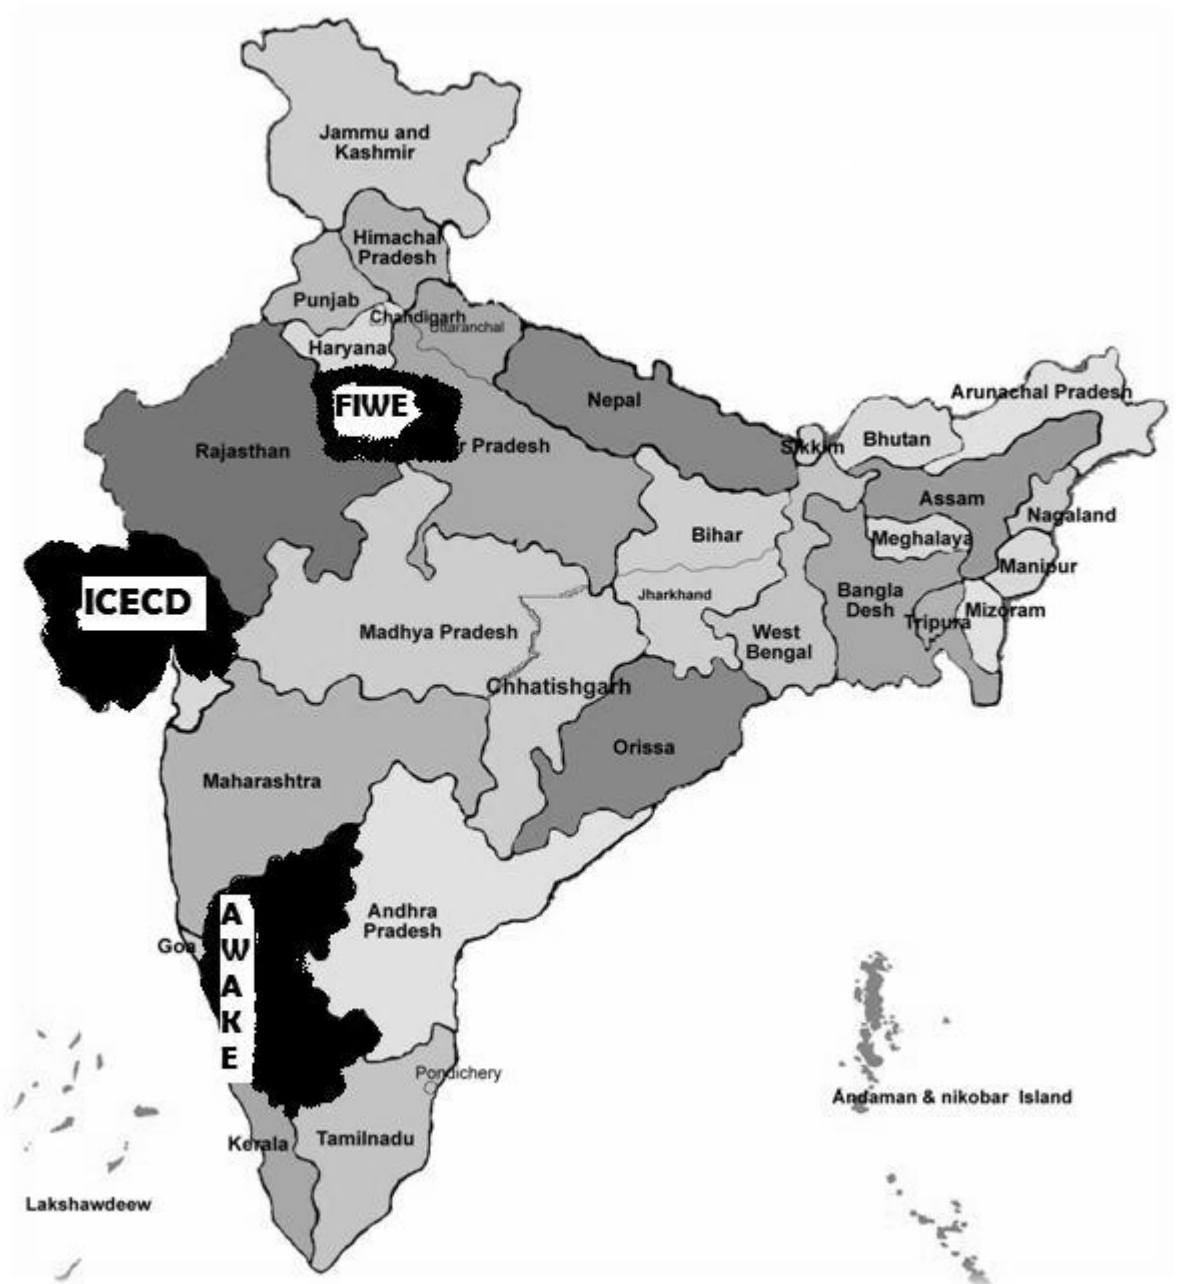 Jammu and
Kashmir
Himachal
Pradesh
Punjab
Chandigarh
Uttaranchal
Haryana
FIWE
Nepal
Arunachal Pradesh
Rajasthan
r Pradesh
Sikkim
Bhutan
Assam
Nagaland
Bihar
Meghalaya
Manipur
ICECD
Jharkhand
Bangla
Desh
Tripura
Mizoram
Madhya Pradesh
West
Bengal
Chhatishgarh
Orissa
Maharashtra
Andhra
Pradesh
Goa
A
W
A
K
E
Pondichery
Andaman & nikobar Island
Kerala
Tamilnadu
Lakshawdeew